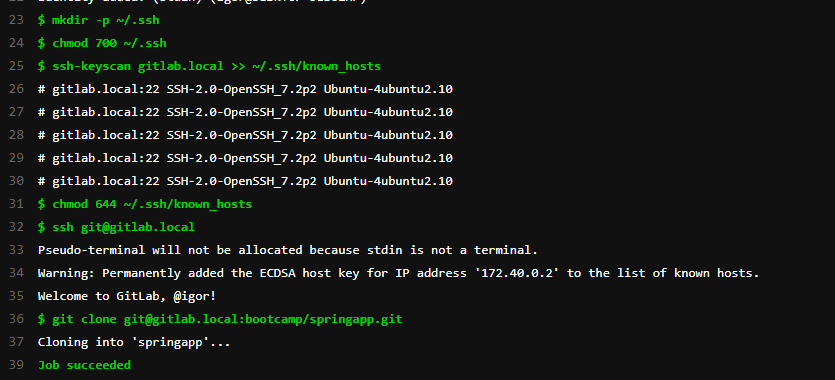 23 $ mkdir -p ~/.ssh
24 $ chmod 700 ~/.ssh
25 $ ssh-keyscan gitlab.local >> ~/.ssh/known_hosts
26 # gitlab.local:22 SSH-2.0-OpenSSH_7.2p2 Ubuntu-4ubuntu2.10
27 # gitlab.local:22 SSH-2.0-OpenSSH_7.2p2 Ubuntu-4ubuntu2.10
28 # gitlab.local:22 SSH-2.0-OpenSSH_7.2p2 Ubuntu-4ubuntu2.10
29 # gitlab.local:22 SSH-2.0-OpenSSH_7.2p2 Ubuntu-4ubuntu2.10
30 # gitlab.local:22 SSH-2.0-OpenSSH_7.2p2 Ubuntu-4ubuntu2.10
31 $ chmod 644 ~/.ssh/known_hosts
32 $ ssh git@gitlab.local
33 Pseudo-terminal will not be allocated because stdin is not a terminal.
34 Warning: Permanently added the ECDSA host key for IP address '172.40.0.2' to the list of known hosts.
35 Welcome to GitLab, @igor!
36 $ git clone git@gitlab.local:bootcamp/springapp.git
37 Cloning into 'springapp'...
39 Job succeeded